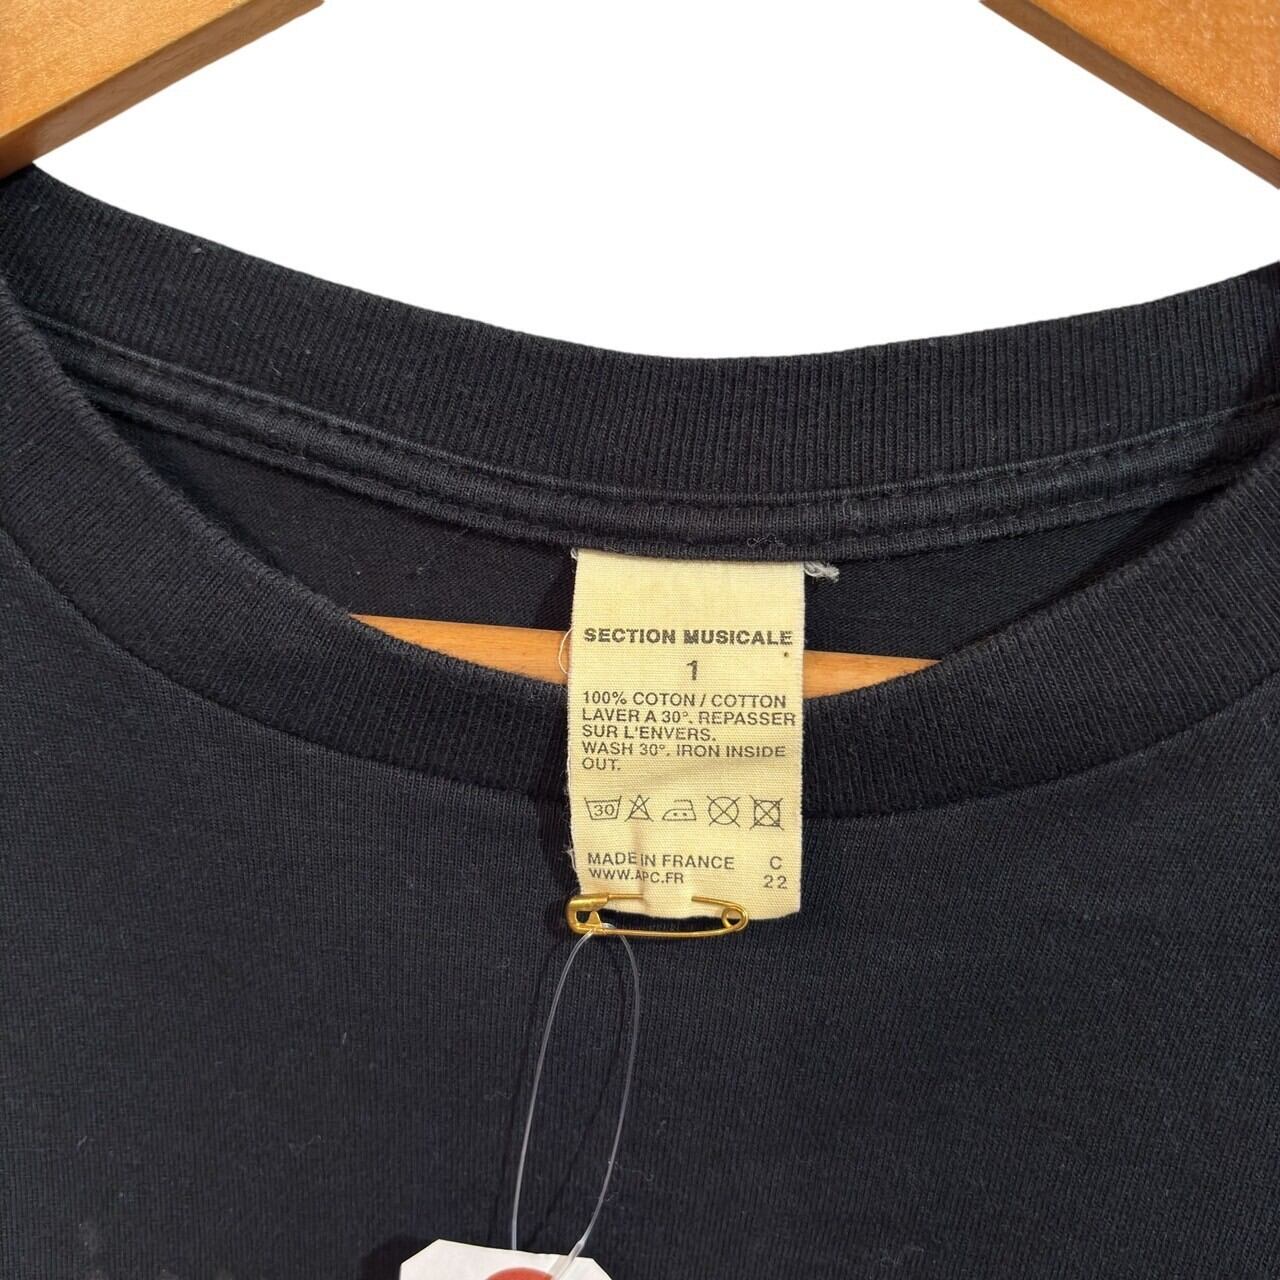 SECTION MUSICALE
1
100% COTON / COTTON
LAVER A 30°. REPASSER
SUR L'ENVERS.
WASH 30°. IRON INSIDE
OUT.
30
MADE IN FRANCE C
WWW.APC.FR 22